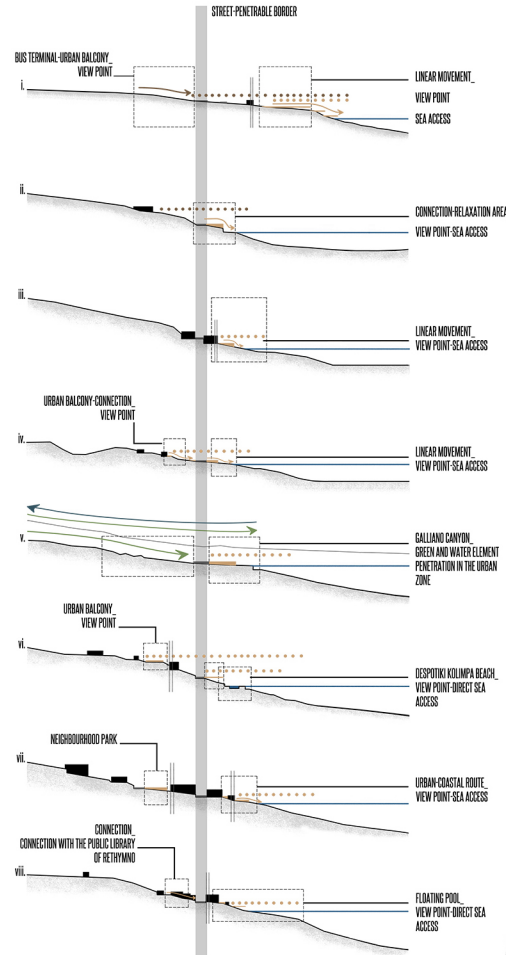 STREET-PENETRABLE BORDER
BUS TERMINAL-URBAN BALCONY_
VIEW POINT
i.
LINEAR MOVEMENT_
VIEW POINT
SEA ACCESS
ii.
CONNECTION-RELAXATION AREA
VIEW POINT-SEA ACCESS
iii.
LINEAR MOVEMENT_
VIEW POINT-SEA ACCESS
URBAN BALCONY-CONNECTION_
VIEW POINT
iv.
LINEAR MOVEMENT_
VIEW POINT-SEA ACCESS
v.
GALLIANO CANYON_
GREEN AND WATER ELEMENT
PENETRATION IN THE URBAN
ZONE
URBAN BALCONY_
VIEW POINT
vi.
DESPOTIKI KOLIMPA BEACH_
VIEW POINT-DIRECT SEA
ACCESS
NEIGHBOURHOOD PARK
vii.
URBAN-COASTAL ROUTE_
VIEW POINT-SEA ACCESS
CONNECTION_
CONNECTION WITH THE PUBLIC LIBRARY
OF RETHYMNO
viii.
FLOATING POOL_
VIEW POINT-DIRECT SEA
ACCESS